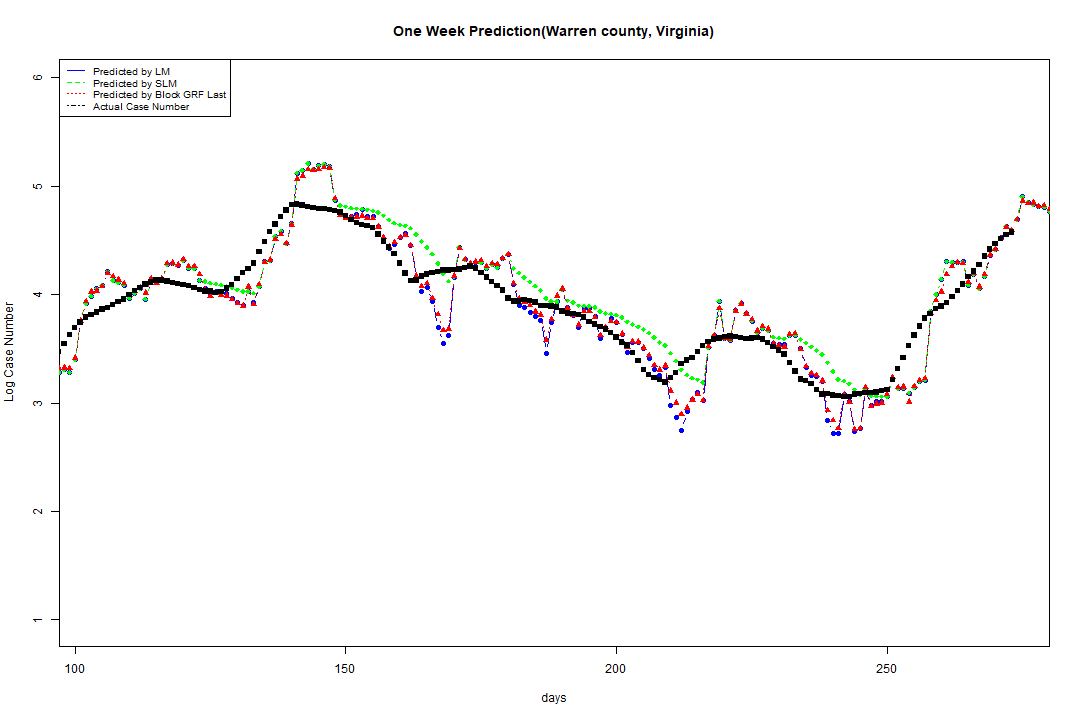 One Week Prediction(Warren county, Virginia)
Predicted by LM
Predicted by SLM
Predicted by Block GRF Last
Actual Case Number
6
5
4
3
2
1
Log Case Number
100
150
200
250
days